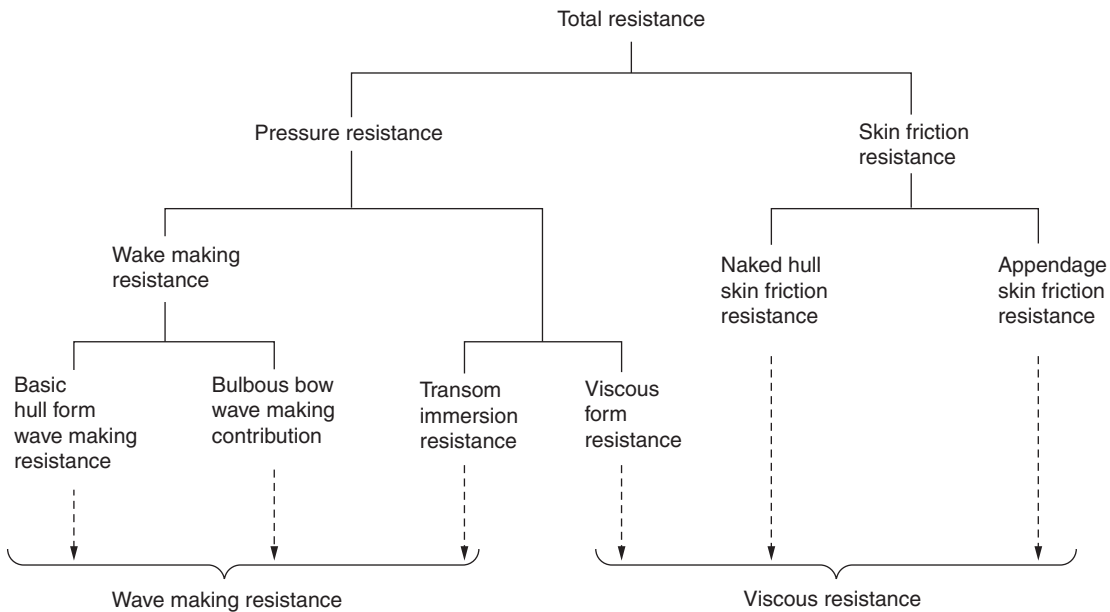 Total resistance
Pressure resistance
Skin friction
resistance
Wake making
resistance
Naked hull
skin friction
resistance
Appendage
skin friction
resistance
Basic
hull form
wave making
resistance
Bulbous bow
wave making
contribution
Transom
immersion
resistance
Viscous
form
resistance
Wave making resistance
Viscous resistance